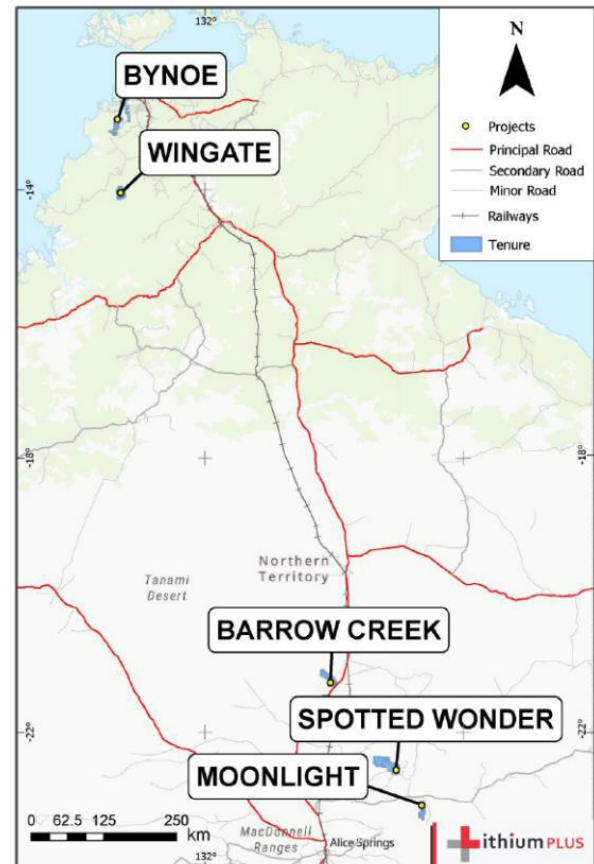 132°
N
BYNOE
WINGATE
Projects
Principal Road
Secondary Road
Minor Road
Railways
Tenure
-14°
-14°
-18°
-18°
Northern
Territory
Tanami
Desert
BARROW CREEK
SPOTTED WONDER
-22°
-22°
MOONLIGHT
0 62.5 125 250
km
MacDonnell
Ranges
Alice Springs
132°
Lithium PLUS